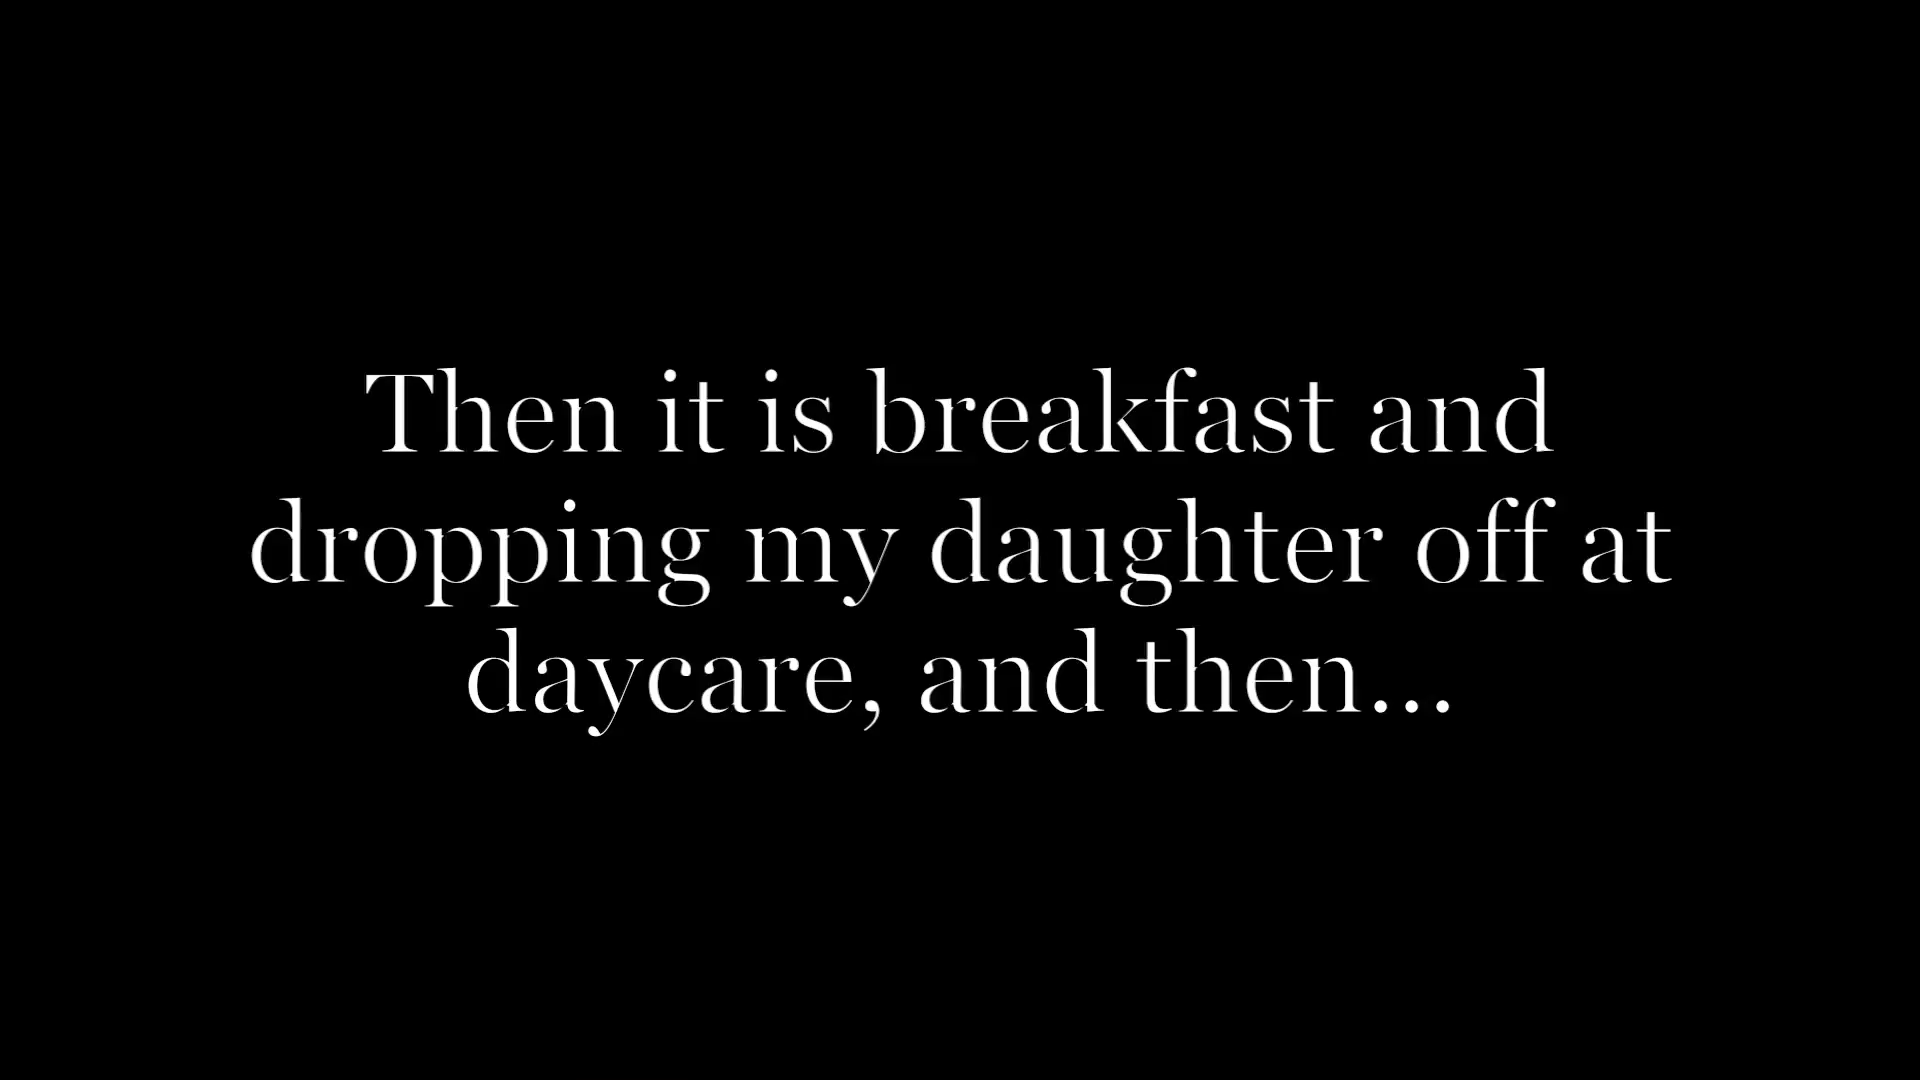 Then it is breakfast and
dropping my daughter off at
daycare, and then...